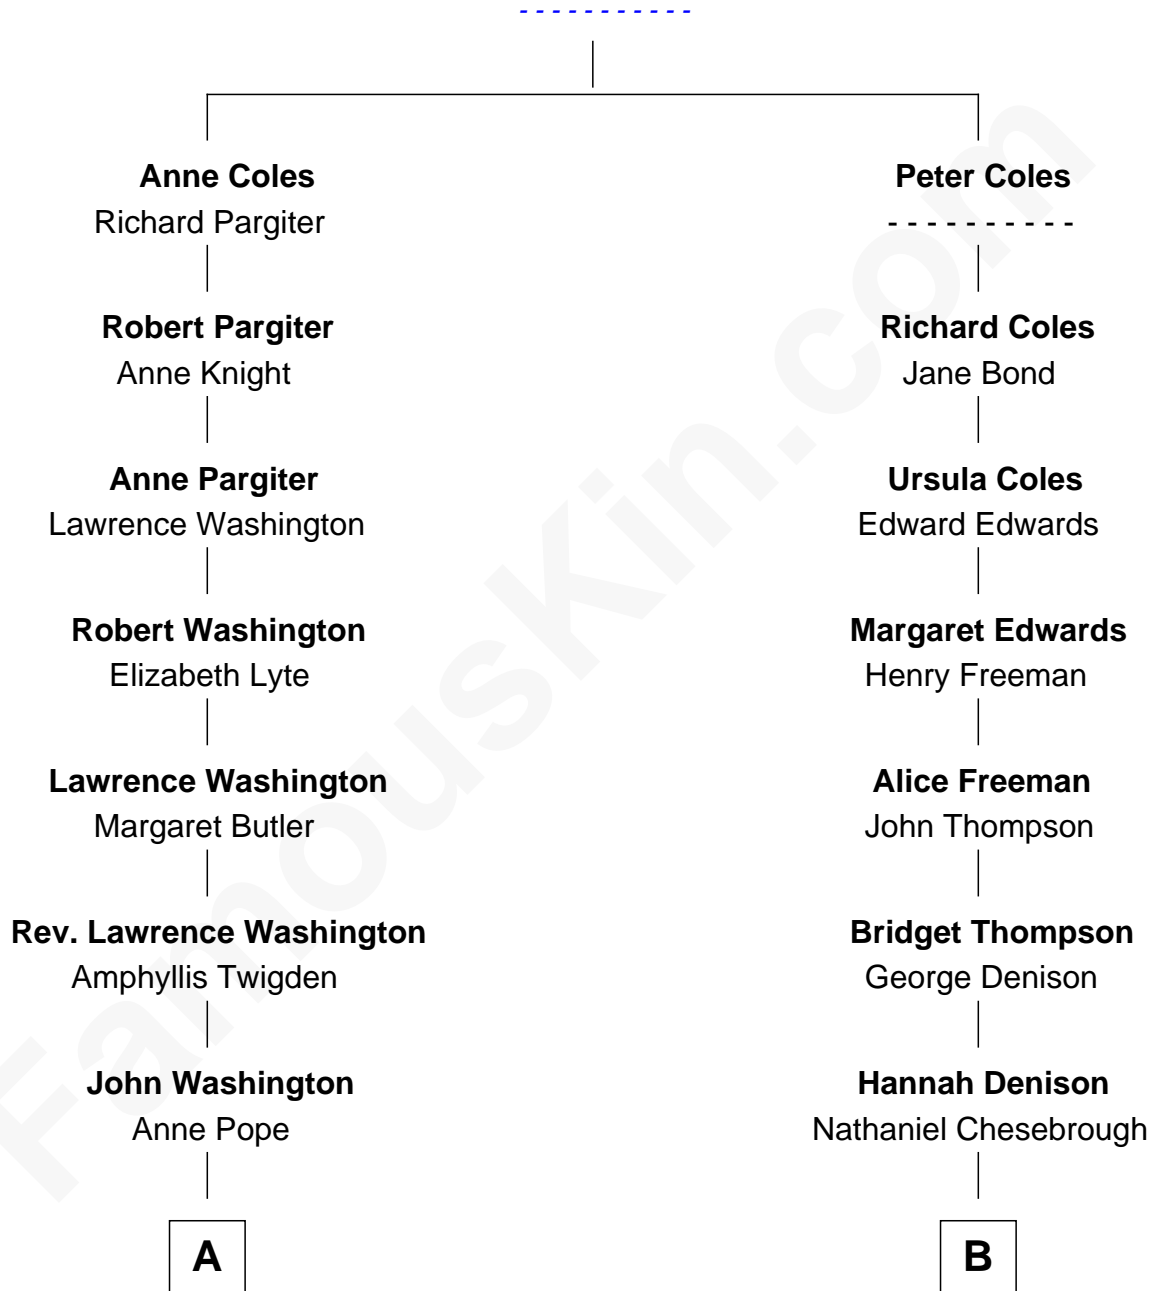 - - - - - - - - - - -
Anne Coles
Richard Pargiter
Peter Coles
- - - - - - - - - -
Robert Pargiter
Anne Knight
Richard Coles
Jane Bond
Anne Pargiter
Lawrence Washington
Ursula Coles
Edward Edwards
Robert Washington
Elizabeth Lyte
Margaret Edwards
Henry Freeman
Lawrence Washington
Margaret Butler
Alice Freeman
John Thompson
Rev. Lawrence Washington
Amphyllis Twigden
Bridget Thompson
George Denison
John Washington
Anne Pope
Hannah Denison
Nathaniel Chesebrough
A
B
FamousKin.com